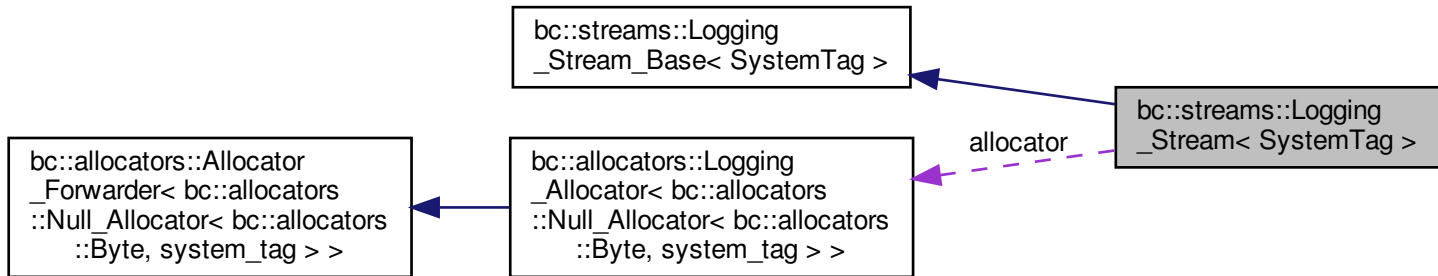 bc::streams::Logging
_Stream_Base< SystemTag >
bc::streams::Logging
_Stream< SystemTag >
allocator
bc::allocators::Allocator
_Forwarder< bc::allocators
::Null_Allocator< bc::allocators
::Byte, system_tag > >
bc::allocators::Logging
_Allocator< bc::allocators
::Null_Allocator< bc::allocators
::Byte, system_tag > >